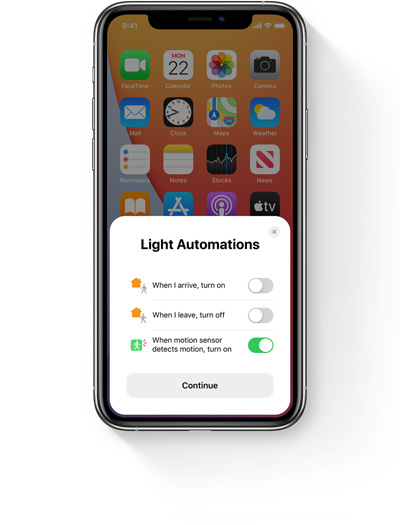 9:41
FaceTime
MON
22
Calendar
Photos
Camera
Mail
Clock
Maps
Weather
Reminders
Notes
Stocks
News
tv
Light Automations
When I arrive, turn on
When I leave, turn off
When motion sensor
detects motion, turn on
Continue